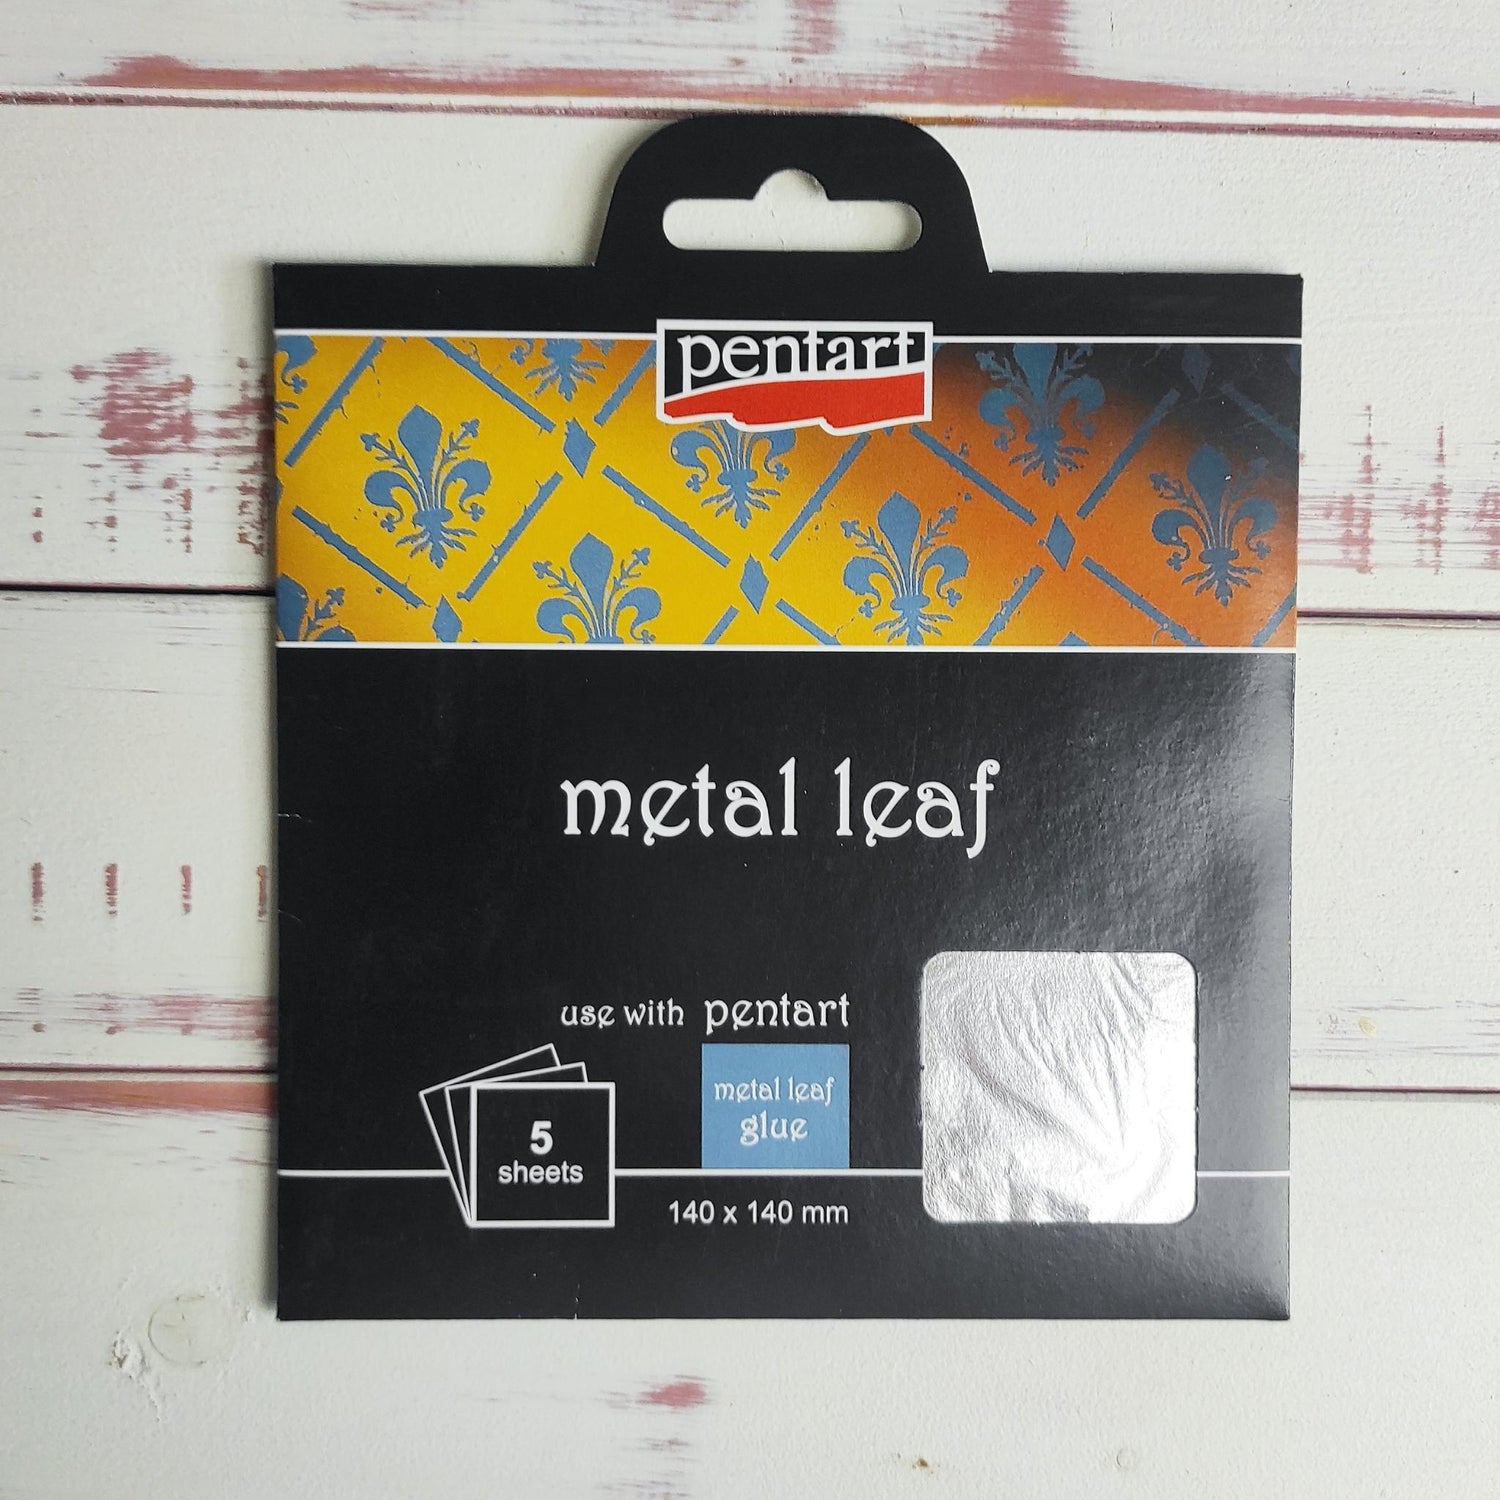 pentart
metal leaf
use with pentart
metal leaf
glue
5
sheets
140 x 140 mm